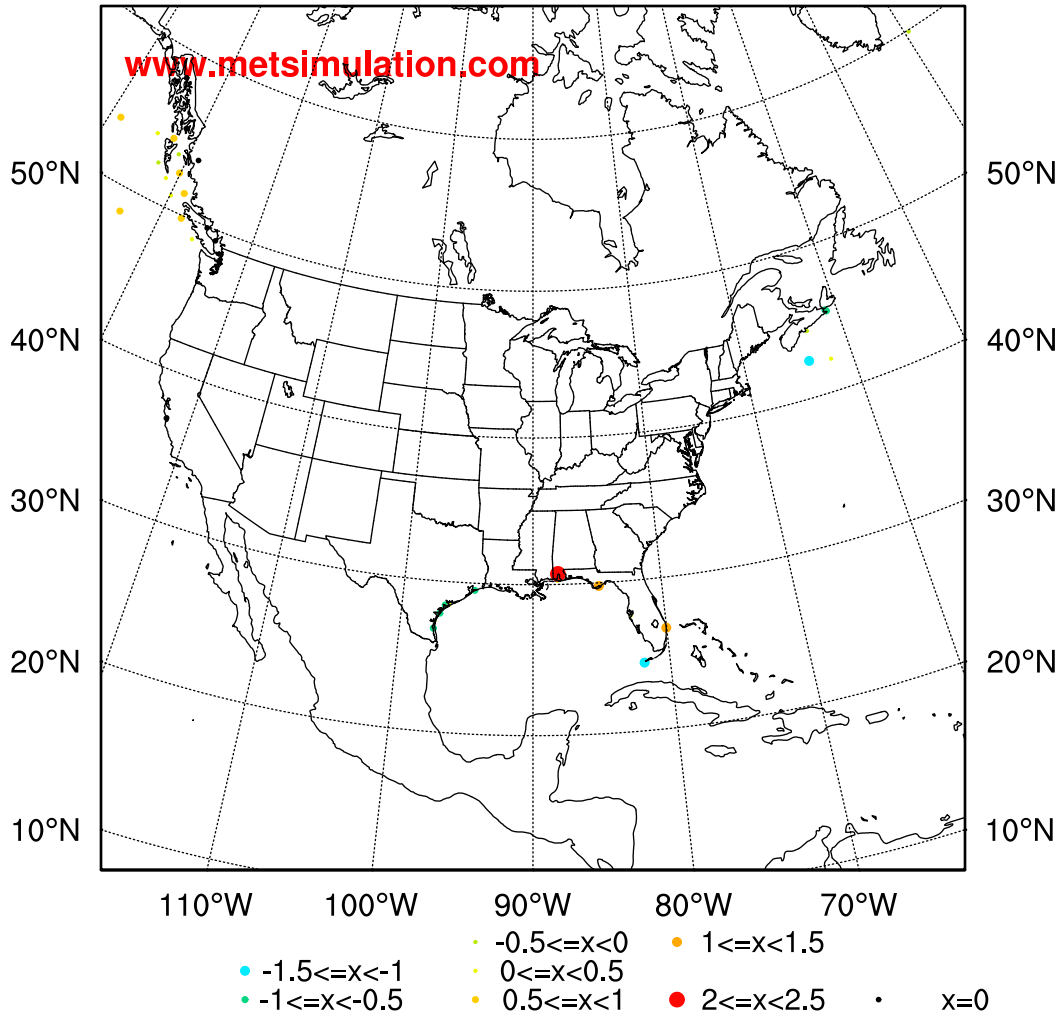 www.metsimulation.com
50°N 50°N
40°N 40°N
30°N 30°N
20°N 20°N
10°N 10°N
110°W 100°W 90°W 80°W 70°W
-0.5<=x<0 1<=x<1.5
-1.5<=x<-1 0<=x<0.5
-1<=x<-0.5 0.5<=x<1 2<=x<2.5 x=0